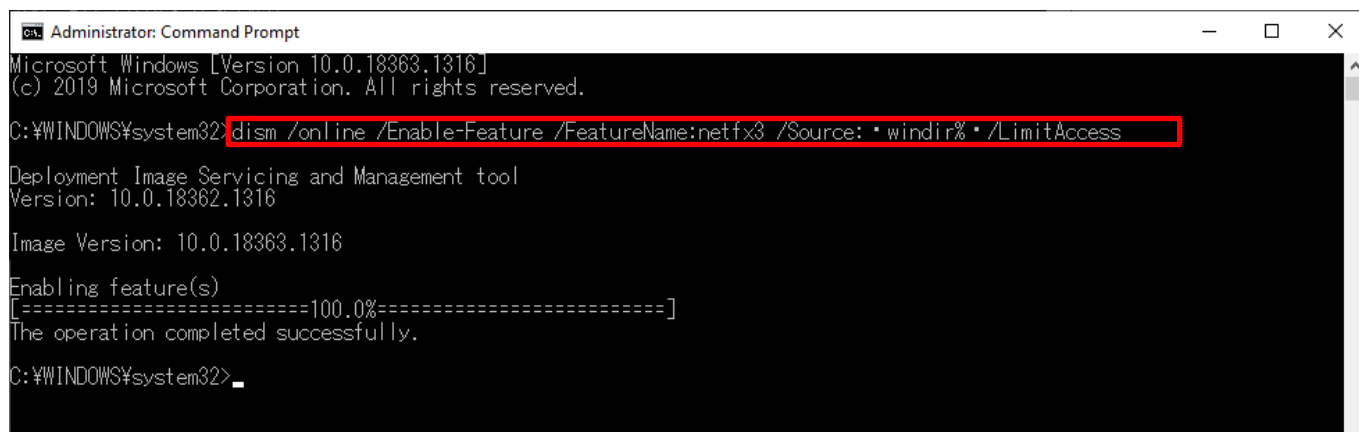 Administrator: Command Prompt
Microsoft Windows [Version 10.0.18363.1316]
(c) 2019 Microsoft Corporation. All rights reserved.
C:¥WINDOWS¥system32>dism /online /Enable-Feature /FeatureName:netfx3 /Source:・windir%・/LimitAccess
Deployment Image Servicing and Management tool
Version: 10.0.18362.1316
Image Version: 10.0.18363.1316
Enabling feature(s)
[==========================100.0%==========================]
The operation completed successfully.
C:¥WINDOWS¥system32>